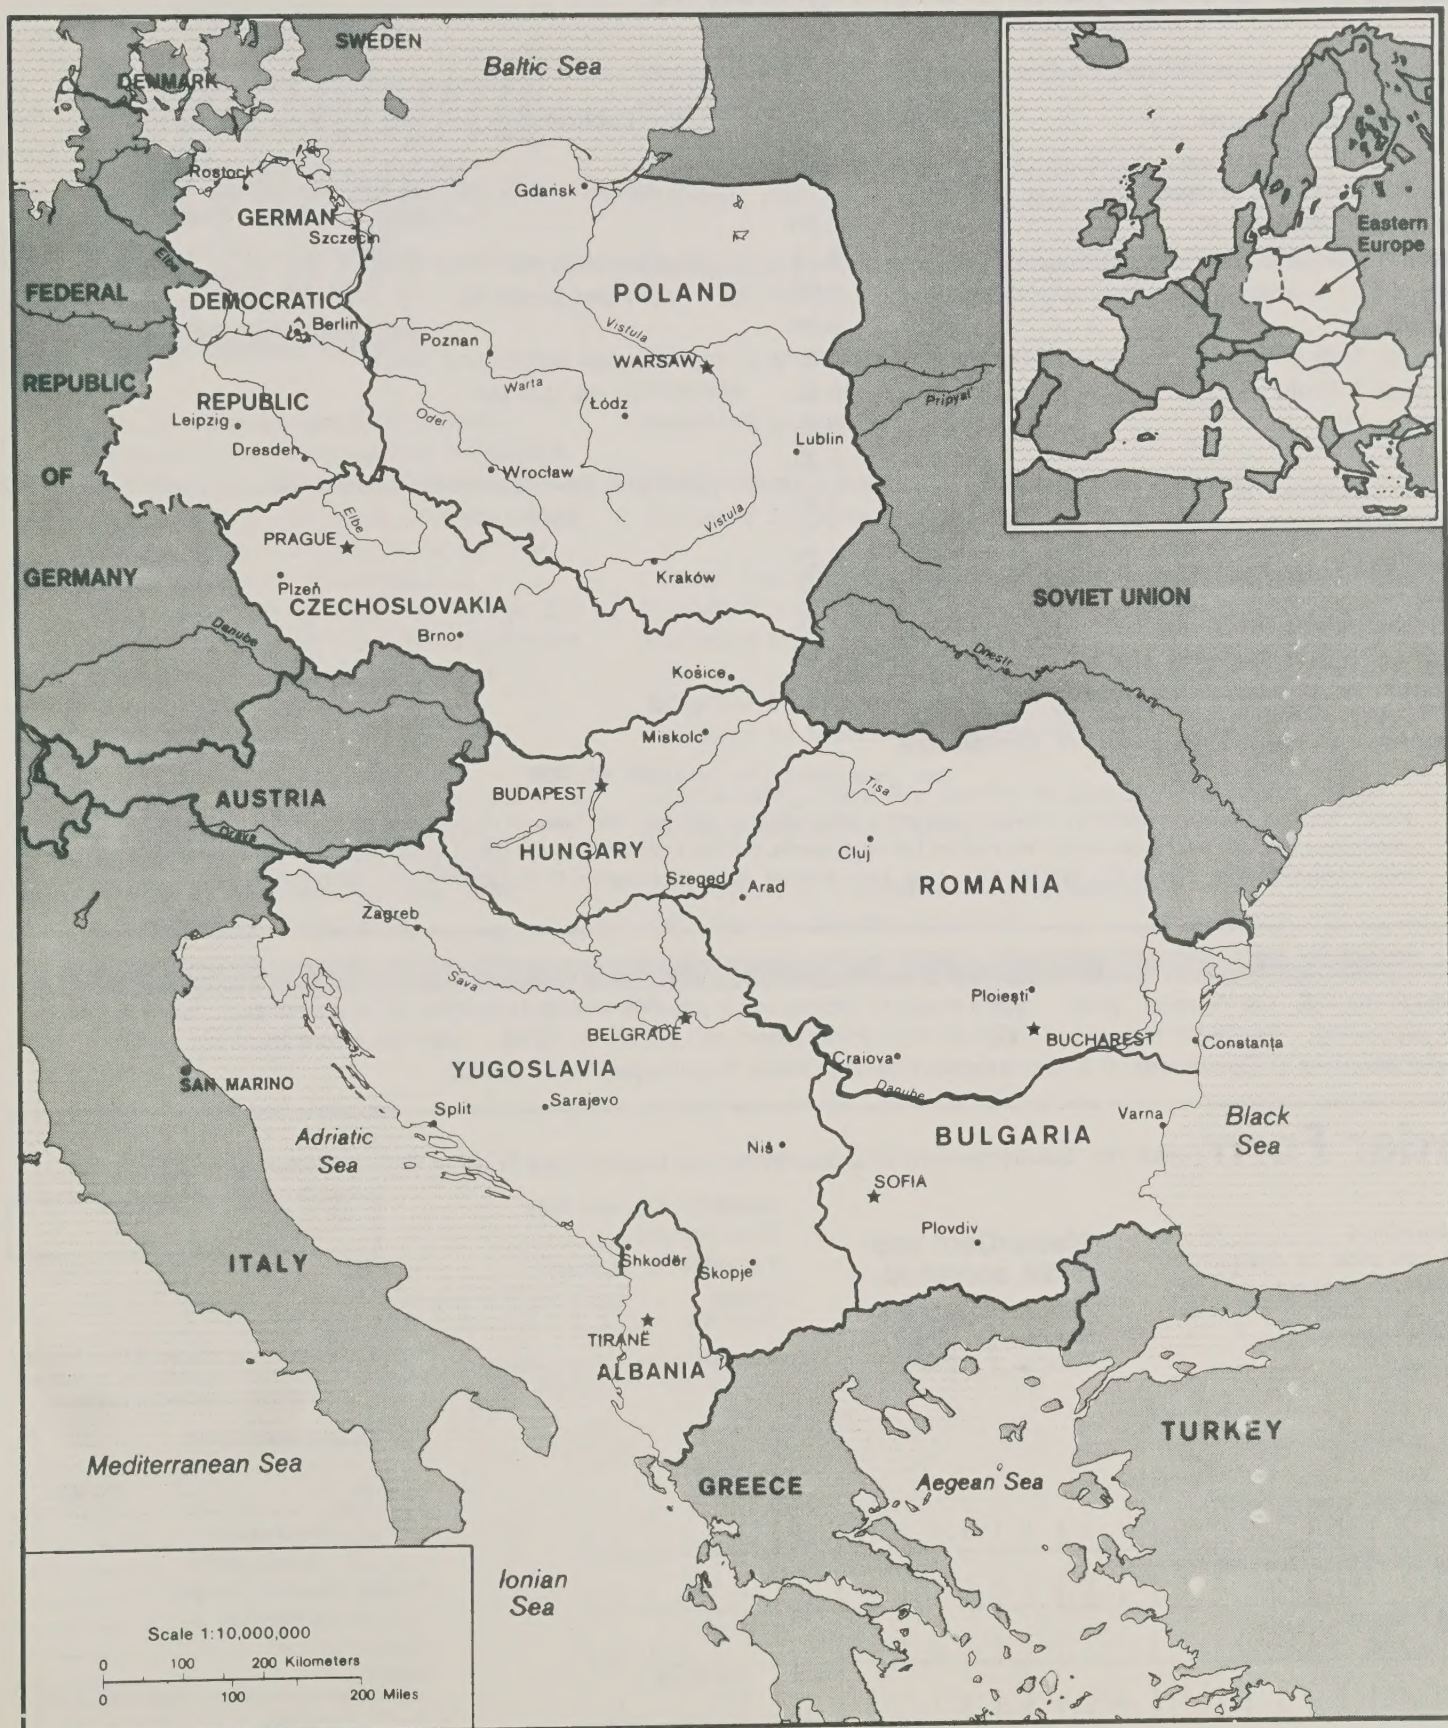 SWEDEN
Baltic Sea
DENMARK
Rostock
Gdańsk
GERMAN
Szczecin
Eastern
Europe
Elbe
FEDERAL
DEMOCRATIC
POLAND
Berlin
Vistula
Poznan
WARSAW
REPUBLIC
Warta
Pripyat
REPUBLIC
Łódz
Oder
Leipzig
Lublin
Dresden
OF
Wrocław
Elbe
Vistula
PRAGUE
GERMANY
Plzeň
Kraków
CZECHOSLOVAKIA
SOVIET UNION
Danube
Brno
Dnestr
Košice
Miskolc
BUDAPEST
Tisa
AUSTRIA
Drava
HUNGARY
Cluj
Szeged
Arad
ROMANIA
Zagreb
Sava
Ploiești
BELGRADE
BUCHAREST
Constanța
Craiova
YUGOSLAVIA
SAN MARINO
Danube
Sarajevo
Split
Varna
Black
Sea
Adriatic
Sea
BULGARIA
Niš
SOFIA
Plovdiv
ITALY
Shkodër
Skopje
TIRANË
ALBANIA
TURKEY
Mediterranean Sea
GREECE
Aegean Sea
Ionian
Sea
Scale 1:10,000,000
0 100 200 Kilometers
0 100 200 Miles